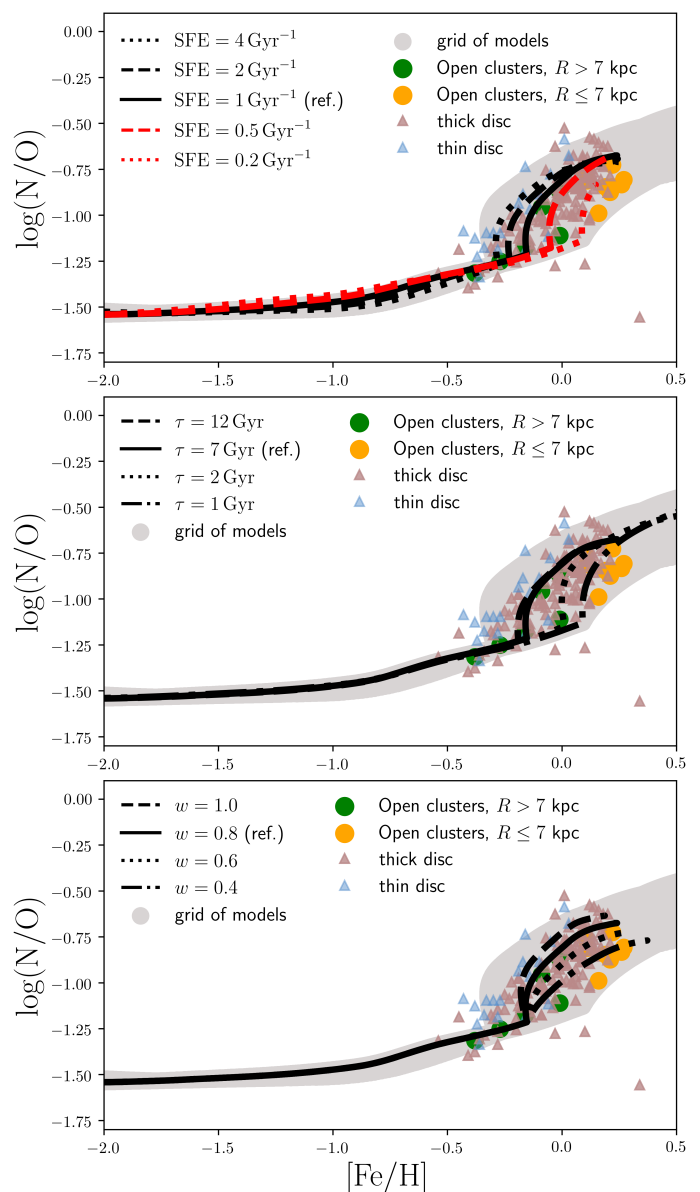 0.00
−0.25
−0.50
−0.75
−1.00
−1.25
−1.50
−1.75
log(N/O)
SFE = 4 Gyr⁻¹
SFE = 2 Gyr⁻¹
SFE = 1 Gyr⁻¹ (ref.)
SFE = 0.5 Gyr⁻¹
SFE = 0.2 Gyr⁻¹
grid of models
Open clusters, R > 7 kpc
Open clusters, R ≤ 7 kpc
thick disc
thin disc
−2.0 −1.5 −1.0 −0.5 0.0 0.5
0.00
−0.25
−0.50
−0.75
−1.00
−1.25
−1.50
−1.75
log(N/O)
τ = 12 Gyr
τ = 7 Gyr (ref.)
τ = 2 Gyr
τ = 1 Gyr
grid of models
Open clusters, R > 7 kpc
Open clusters, R ≤ 7 kpc
thick disc
thin disc
−2.0 −1.5 −1.0 −0.5 0.0 0.5
0.00
−0.25
−0.50
−0.75
−1.00
−1.25
−1.50
−1.75
log(N/O)
w = 1.0
w = 0.8 (ref.)
w = 0.6
w = 0.4
grid of models
Open clusters, R > 7 kpc
Open clusters, R ≤ 7 kpc
thick disc
thin disc
−2.0 −1.5 −1.0 −0.5 0.0 0.5
[Fe/H]